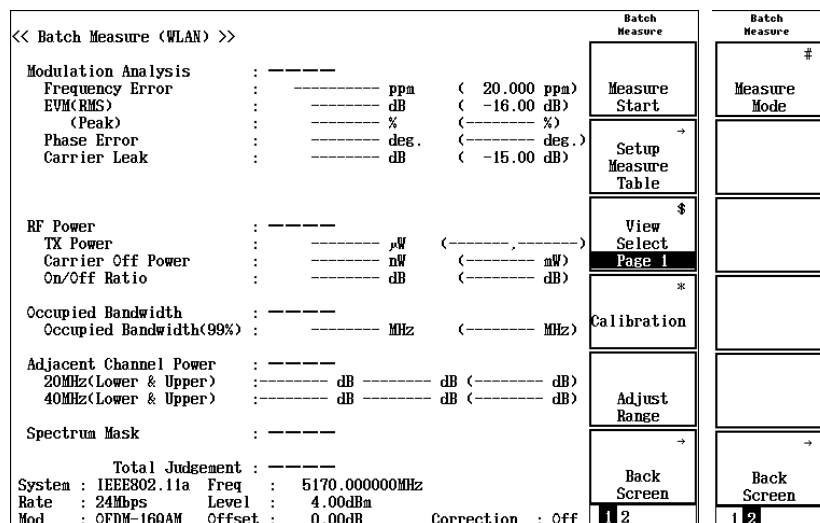 << Batch Measure (WLAN) >>
Modulation Analysis : ----
Frequency Error : ---------- ppm ( 20.000 ppm)
EVM(RMS) : -------- dB ( -16.00 dB)
(Peak) : -------- % (-------- %)
Phase Error : -------- deg. (-------- deg.)
Carrier Leak : -------- dB ( -15.00 dB)
RF Power : ----
TX Power : -------- μW (-------,-------)
Carrier Off Power : -------- nW (-------- mW)
On/Off Ratio : -------- dB (-------- dB)
Occupied Bandwidth : ----
Occupied Bandwidth(99%) : -------- MHz (-------- MHz)
Adjacent Channel Power : ----
20MHz(Lower & Upper) :-------- dB -------- dB (-------- dB)
40MHz(Lower & Upper) :-------- dB -------- dB (-------- dB)
Spectrum Mask : ----
Total Judgement : ----
System : IEEE802.11a Freq : 5170.000000MHz
Rate : 24Mbps Level : 4.00dBm
Mod : OFDM-16QAM Offset : 0.00dB Correction : Off
Batch
Measure
Measure
Start
→
Setup
Measure
Table
$
View
Select
Page 1
*
Calibration
Adjust
Range
→
Back
Screen
1 2
Batch
Measure
#
Measure
Mode
→
Back
Screen
1 2